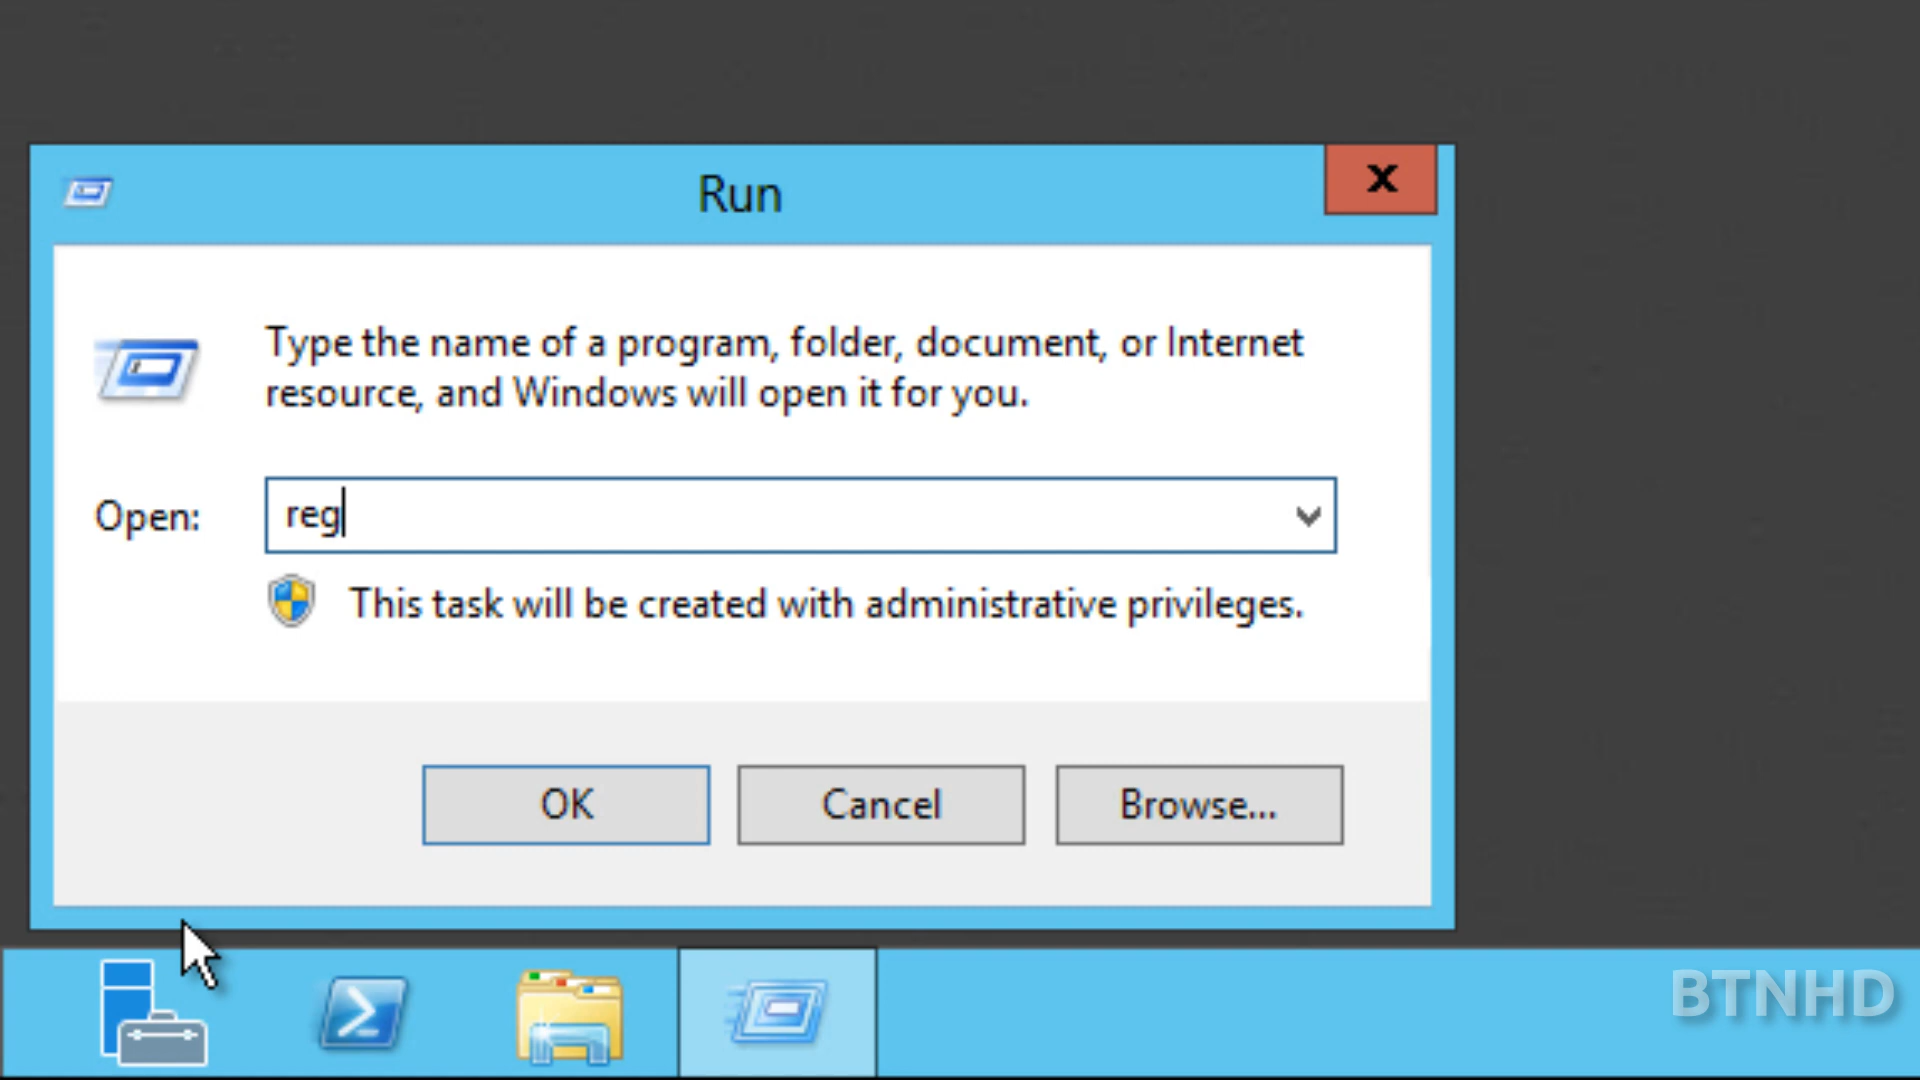 Run
x
Type the name of a program, folder, document, or Internet
resource, and Windows will open it for you.
Open:
reg
This task will be created with administrative privileges.
OK
Cancel
Browse...
BTNHD